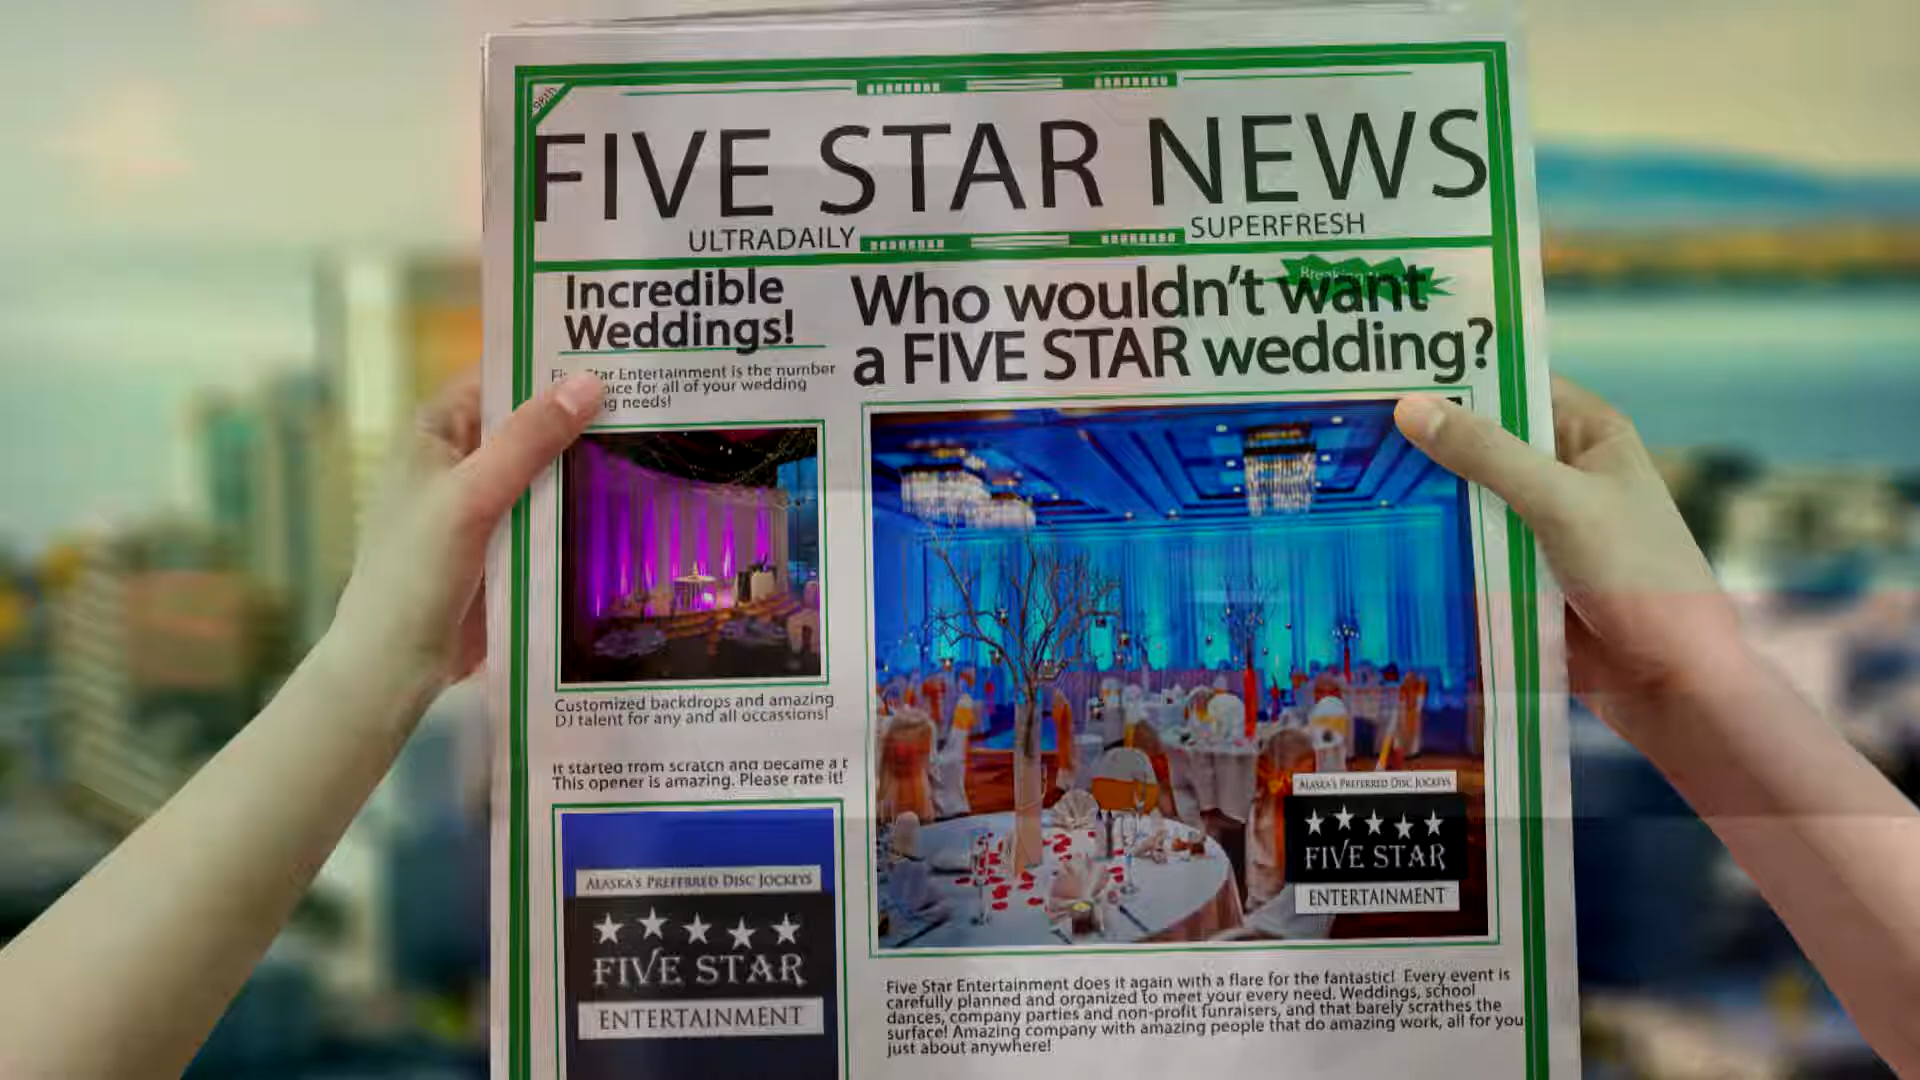 98th
FIVE STAR NEWS
ULTRADAILY
SUPERFRESH
Incredible
Weddings!
Star Entertainment is the number
for all of your wedding
needs!
Customized backdrops and amazing
DJ talent for any and all occassions!
It started from scratch and became a
This opener is amazing. Please rate it!
ALASKA'S PREFERRED DISC JOCKEYS
FIVE STAR
ENTERTAINMENT
Breaking
Who wouldn't want
a FIVE STAR wedding?
ALASKA'S PREFERRED DISC JOCKEYS
FIVE STAR
ENTERTAINMENT
Five Star Entertainment does it again with a flare for the fantastic! Every event is
carefully planned and organized to meet your every need. Weddings, school
dances, company parties and non-profit funraisers, and that barely scrathes the
surface! Amazing company with amazing people that do amazing work, all for you
just about anywhere!